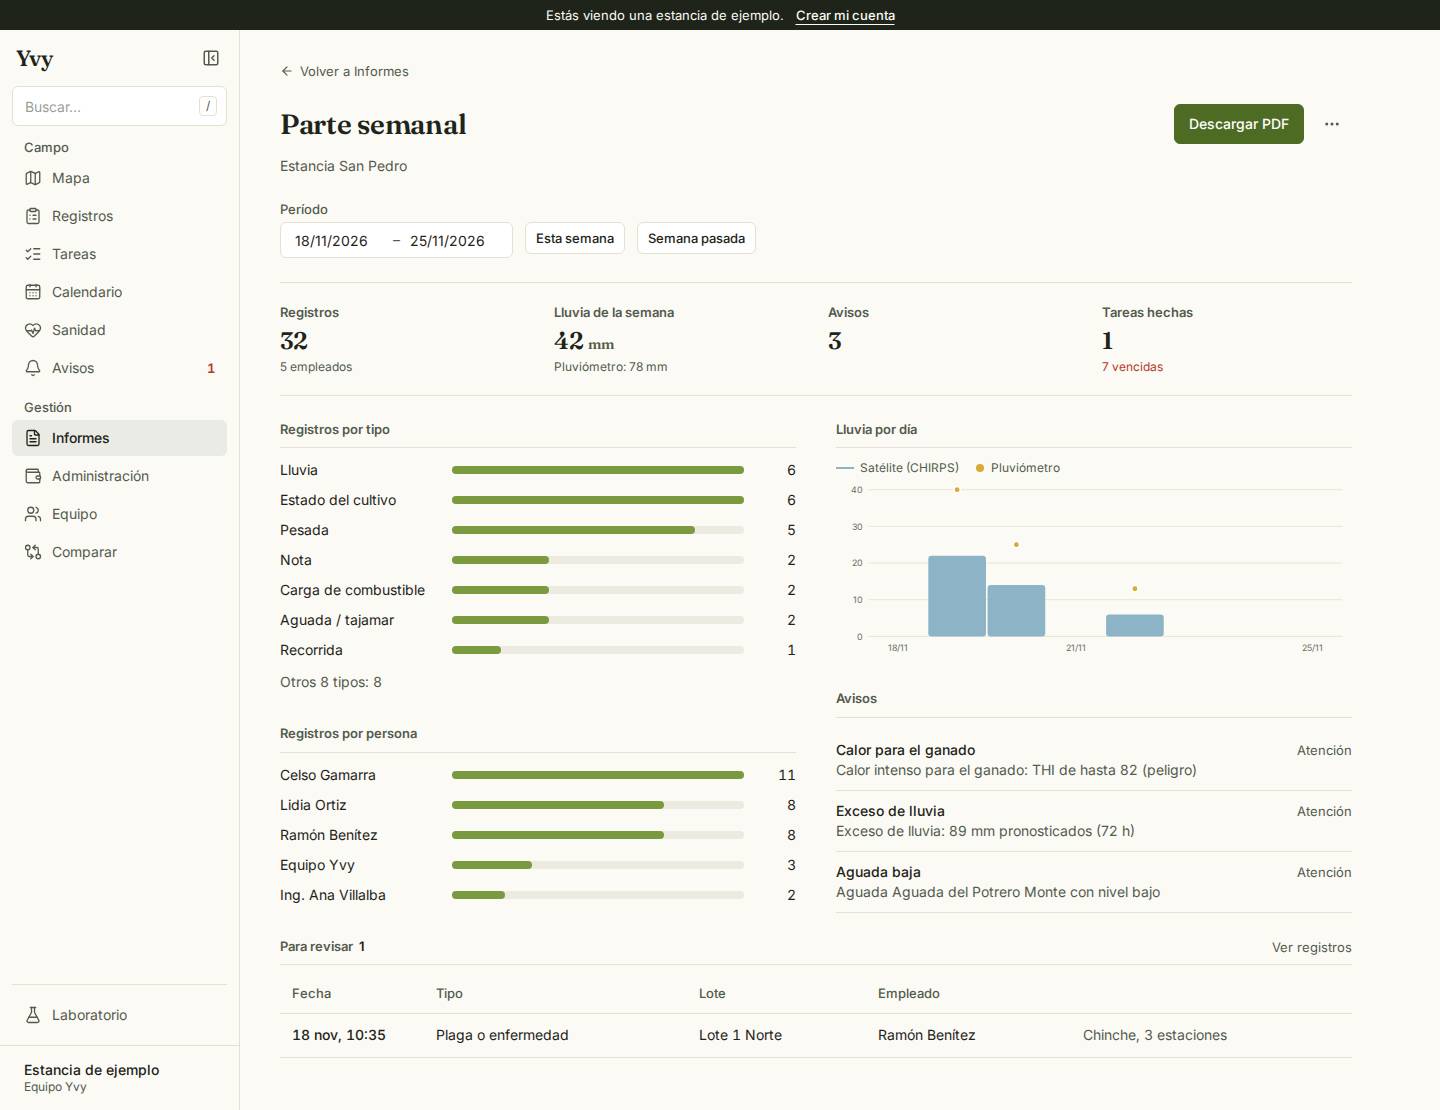 Estás viendo una estancia de ejemplo. Crear mi cuenta
Yvy
Buscar... /
Campo
Mapa
Registros
Tareas
Calendario
Sanidad
Avisos 1
Gestión
Informes
Administración
Equipo
Comparar
Laboratorio
Estancia de ejemplo
Equipo Yvy
Volver a Informes
Parte semanal
Descargar PDF
Estancia San Pedro
Período
18/11/2026 – 25/11/2026 Esta semana Semana pasada
Registros
32
5 empleados
Lluvia de la semana
42 mm
Pluviómetro: 78 mm
Avisos
3
Tareas hechas
1
7 vencidas
Registros por tipo
Lluvia 6
Estado del cultivo 6
Pesada 5
Nota 2
Carga de combustible 2
Aguada / tajamar 2
Recorrida 1
Otros 8 tipos: 8
Registros por persona
Celso Gamarra 11
Lidia Ortiz 8
Ramón Benítez 8
Equipo Yvy 3
Ing. Ana Villalba 2
Lluvia por día
Satélite (CHIRPS) Pluviómetro
40
30
20
10
0
18/11 21/11 25/11
Avisos
Calor para el ganado Atención
Calor intenso para el ganado: THI de hasta 82 (peligro)
Exceso de lluvia Atención
Exceso de lluvia: 89 mm pronosticados (72 h)
Aguada baja Atención
Aguada Aguada del Potrero Monte con nivel bajo
Para revisar 1 Ver registros
Fecha Tipo Lote Empleado
18 nov, 10:35 Plaga o enfermedad Lote 1 Norte Ramón Benítez Chinche, 3 estaciones